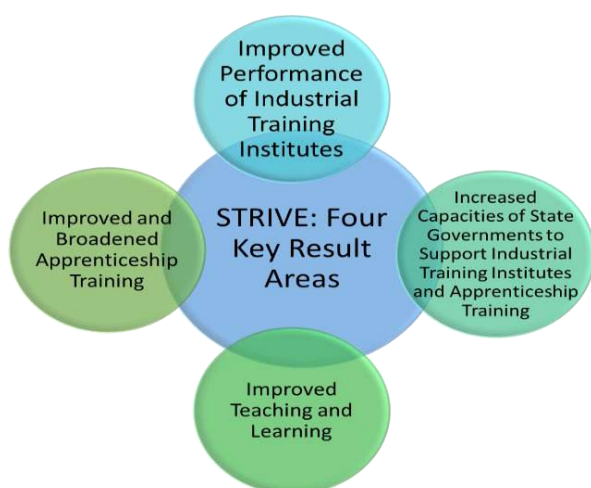 Improved
Performance
of Industrial
Training
Institutes
Improved and
Broadened
Apprenticeship
Training
STRIVE: Four
Key Result
Areas
Increased
Capacities of State
Governments to
Support Industrial
Training Institutes
and Apprenticeship
Training
Improved
Teaching and
Learning